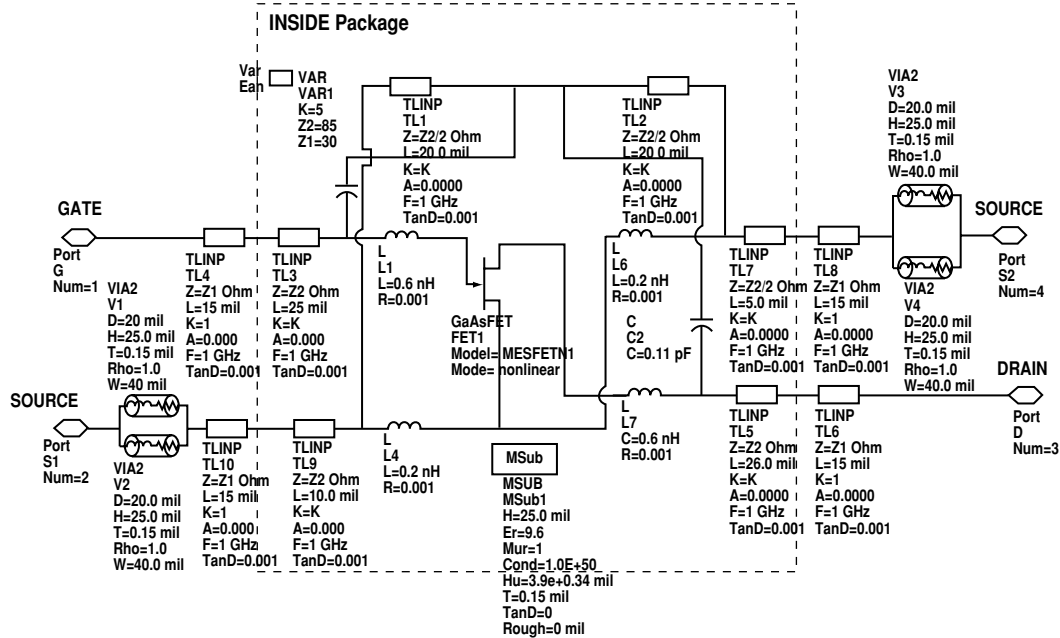 INSIDE Package
Var
Ean
VAR
VAR1
K=5
Z2=85
Z1=30
TLINP
TL1
Z=Z2/2 Ohm
L=20 0 mil
K=K
A=0.0000
F=1 GHz
TanD=0.001
TLINP
TL2
Z=Z2/2 Ohm
L=20 0 mil
K=K
A=0.0000
F=1 GHz
TanD=0.001
VIA2
V3
D=20.0 mil
H=25.0 mil
T=0.15 mil
Rho=1.0
W=40.0 mil
GATE
Port
G
Num=1
TLINP
TL4
Z=Z1 Ohm
L=15 mil
K=1
A=0.000
F=1 GHz
TanD=0.001
TLINP
TL3
Z=Z2 Ohm
L=25 mil
K=K
A=0.000
F=1 GHz
TanD=0.001
L
L1
L=0.6 nH
R=0.001
GaAsFET
FET1
Model= MESFETN1
Mode= nonlinear
L
L6
L=0.2 nH
R=0.001
C
C2
C=0.11 pF
TLINP
TL7
Z=Z2/2 Ohm
L=5.0 mil
K=K
A=0.0000
F=1 GHz
TanD=0.001
TLINP
TL8
Z=Z1 Ohm
L=15 mil
K=1
A=0.0000
F=1 GHz
TanD=0.001
VIA2
V4
D=20.0 mil
H=25.0 mil
T=0.15 mil
Rho=1.0
W=40.0 mil
SOURCE
Port
S2
Num=4
VIA2
V1
D=20 mil
H=25.0 mil
T=0.15 mil
Rho=1.0
W=40 mil
SOURCE
Port
S1
Num=2
VIA2
V2
D=20.0 mil
H=25.0 mil
T=0.15 mil
Rho=1.0
W=40.0 mil
TLINP
TL10
Z=Z1 Ohm
L=15 mil
K=1
A=0.000
F=1 GHz
TanD=0.001
TLINP
TL9
Z=Z2 Ohm
L=10.0 mil
K=K
A=0.000
F=1 GHz
TanD=0.001
L
L4
L=0.2 nH
R=0.001
MSub
MSUB
MSub1
H=25.0 mil
Er=9.6
Mur=1
Cond=1.0E+50
Hu=3.9e+0.34 mil
T=0.15 mil
TanD=0
Rough=0 mil
L
L7
C=0.6 nH
R=0.001
TLINP
TL5
Z=Z2 Ohm
L=26.0 mil
K=K
A=0.0000
F=1 GHz
TanD=0.001
TLINP
TL6
Z=Z1 Ohm
L=15 mil
K=1
A=0.0000
F=1 GHz
TanD=0.001
DRAIN
Port
D
Num=3